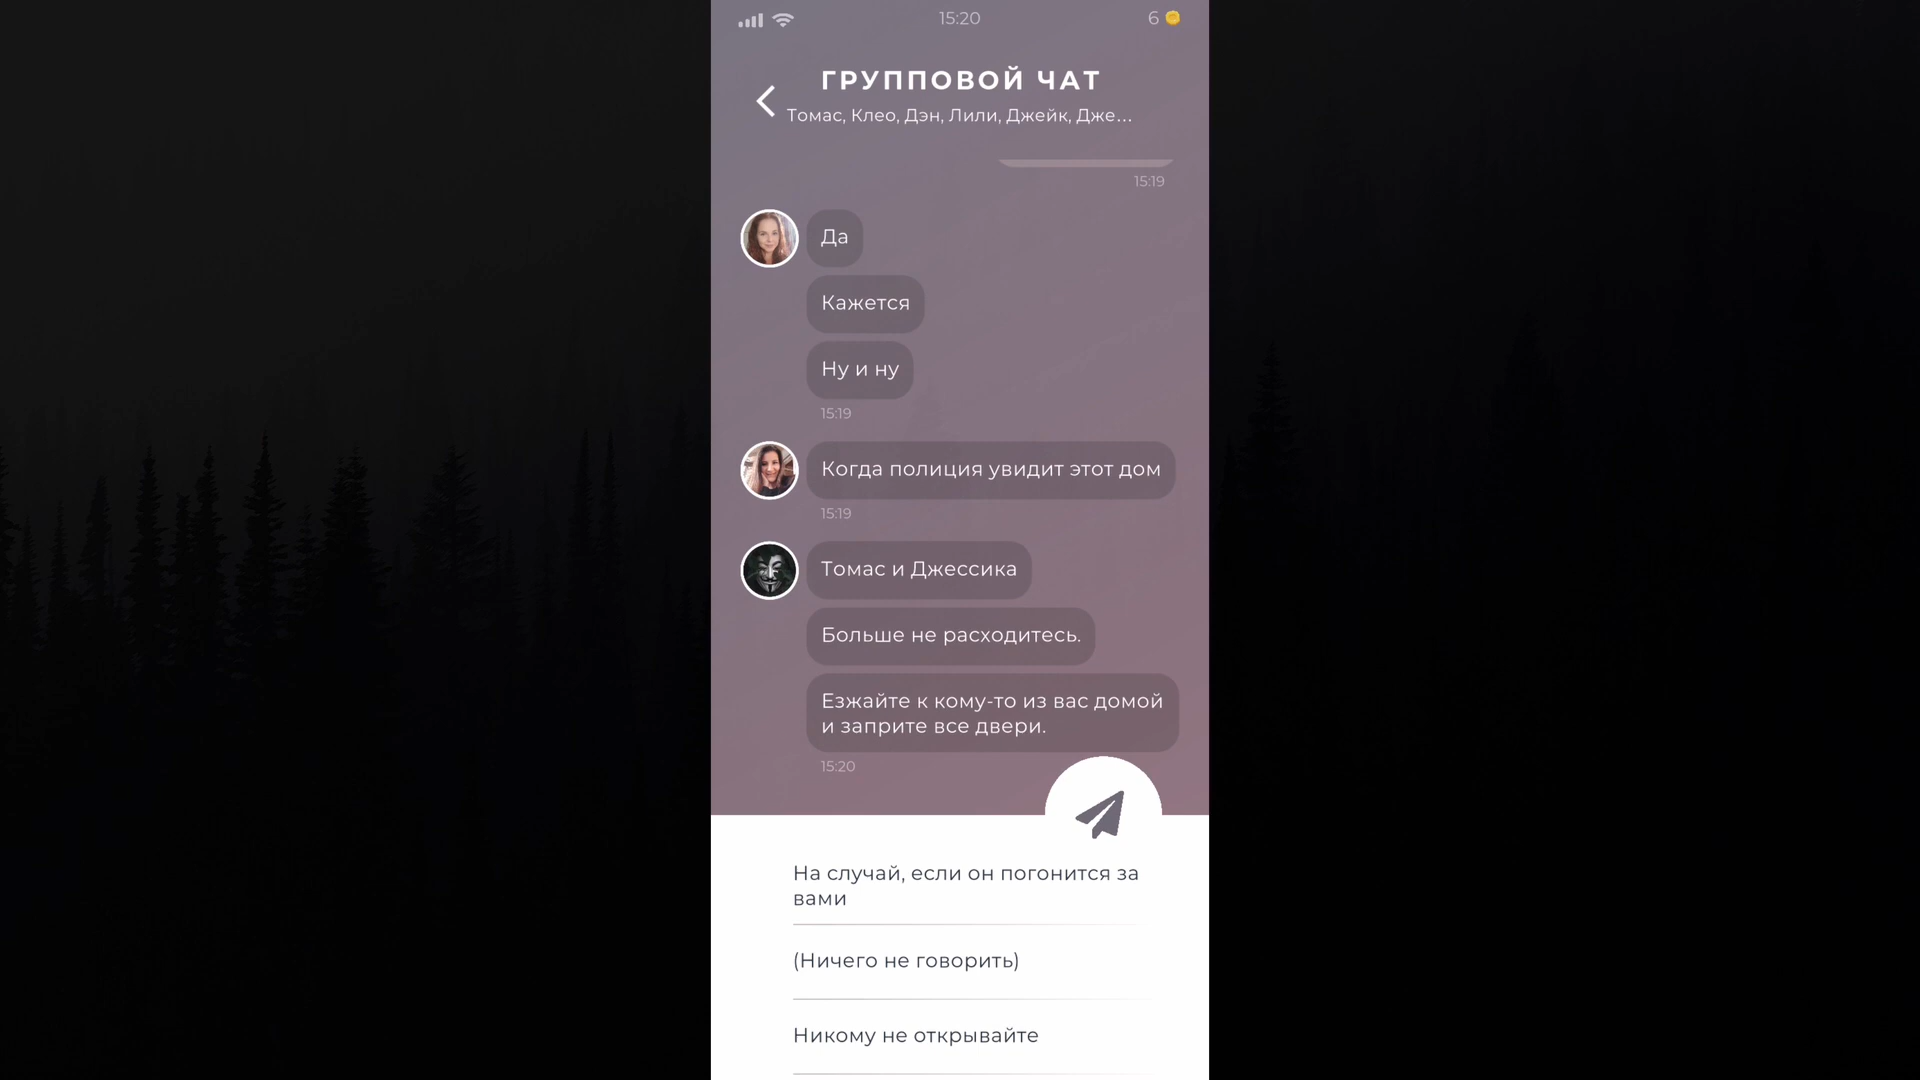 15:20
6
ГРУППОВОЙ ЧАТ
Томас, Клео, Дэн, Лили, Джейк, Дже...
15:19
Да
Кажется
Ну и ну
15:19
Когда полиция увидит этот дом
15:19
Томас и Джессика
Больше не расходитесь.
Езжайте к кому-то из вас домой
и заприте все двери.
15:20
На случай, если он погонится за
вами
(Ничего не говорить)
Никому не открывайте